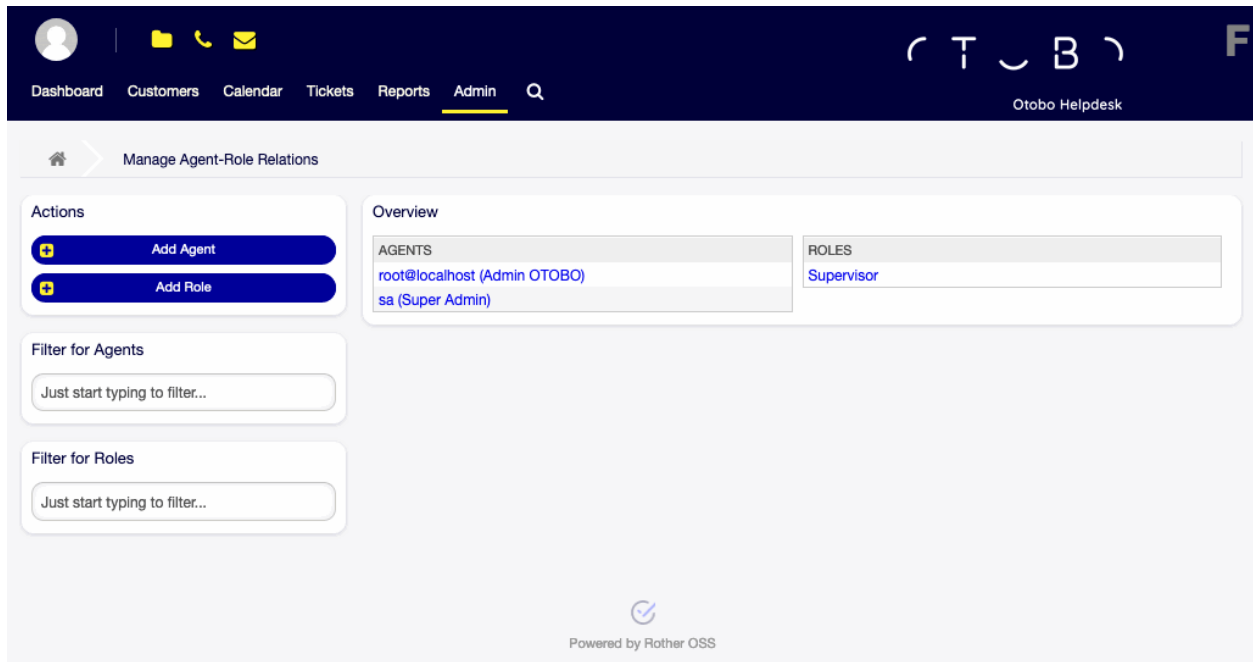 OTOBO
F
Dashboard Customers Calendar Tickets Reports Admin
Otobo Helpdesk
Manage Agent-Role Relations
Actions
Add Agent
Add Role
Filter for Agents
Just start typing to filter...
Filter for Roles
Just start typing to filter...
Overview
AGENTS
root@localhost (Admin OTOBO)
sa (Super Admin)
ROLES
Supervisor
Powered by Rother OSS